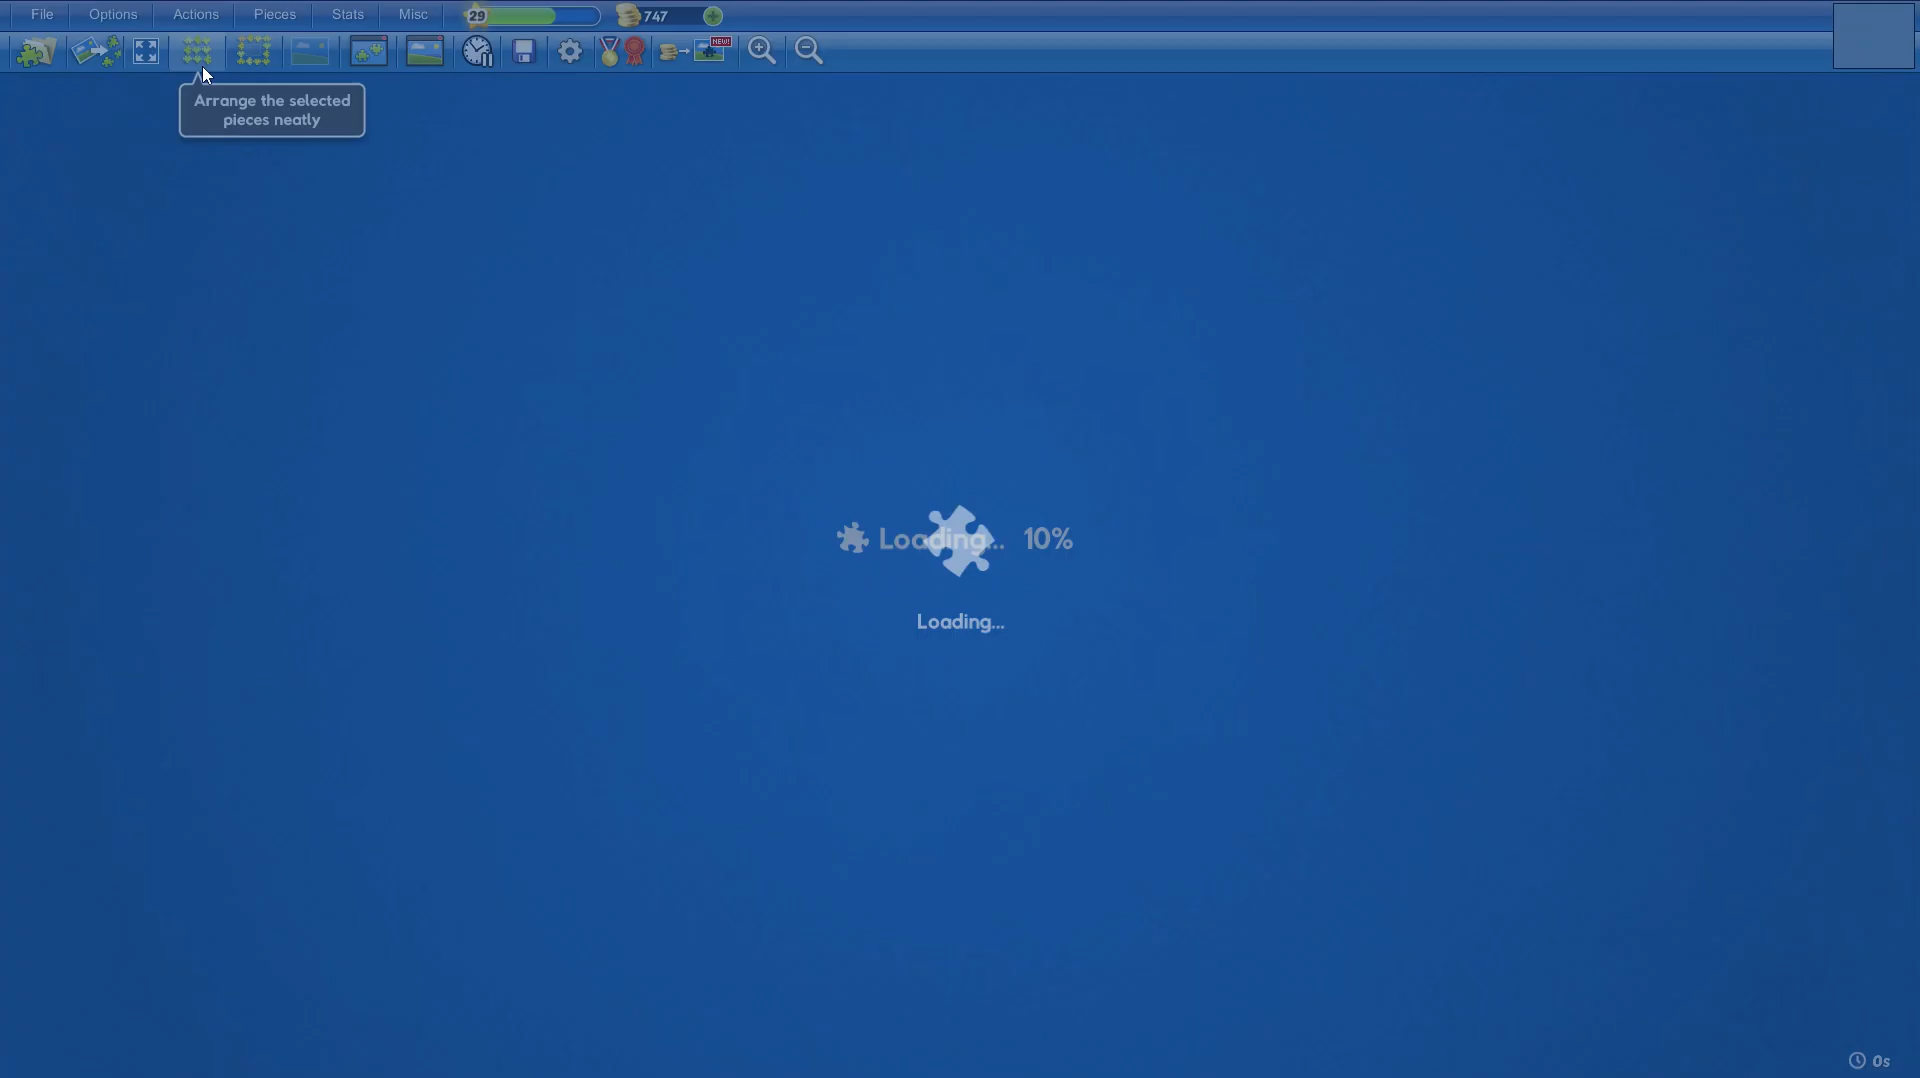 File Options Actions Pieces Stats Misc 29 747
NEW!
Arrange the selected
pieces neatly
Loading... 10%
Loading...
0s